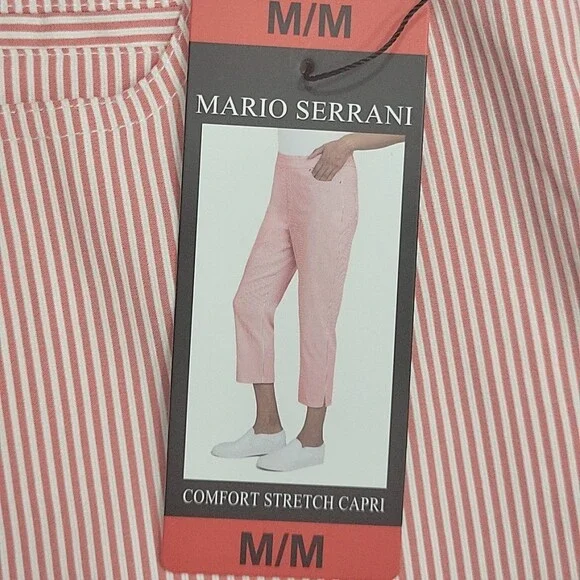 M/M
MARIO SERRANI
COMFORT STRETCH CAPRI
M/M